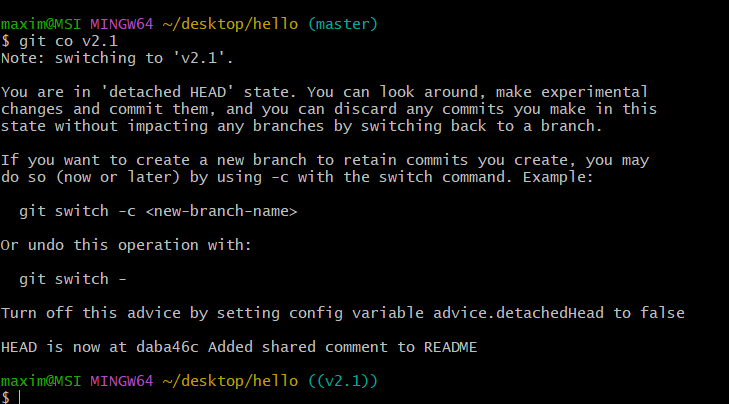 maxim@MSI MINGW64 ~/desktop/hello (master)
$ git co v2.1
Note: switching to 'v2.1'.
You are in 'detached HEAD' state. You can look around, make experimental
changes and commit them, and you can discard any commits you make in this
state without impacting any branches by switching back to a branch.
If you want to create a new branch to retain commits you create, you may
do so (now or later) by using -c with the switch command. Example:
git switch -c <new-branch-name>
Or undo this operation with:
git switch -
Turn off this advice by setting config variable advice.detachedHead to false
HEAD is now at daba46c Added shared comment to README
maxim@MSI MINGW64 ~/desktop/hello ((v2.1))
$